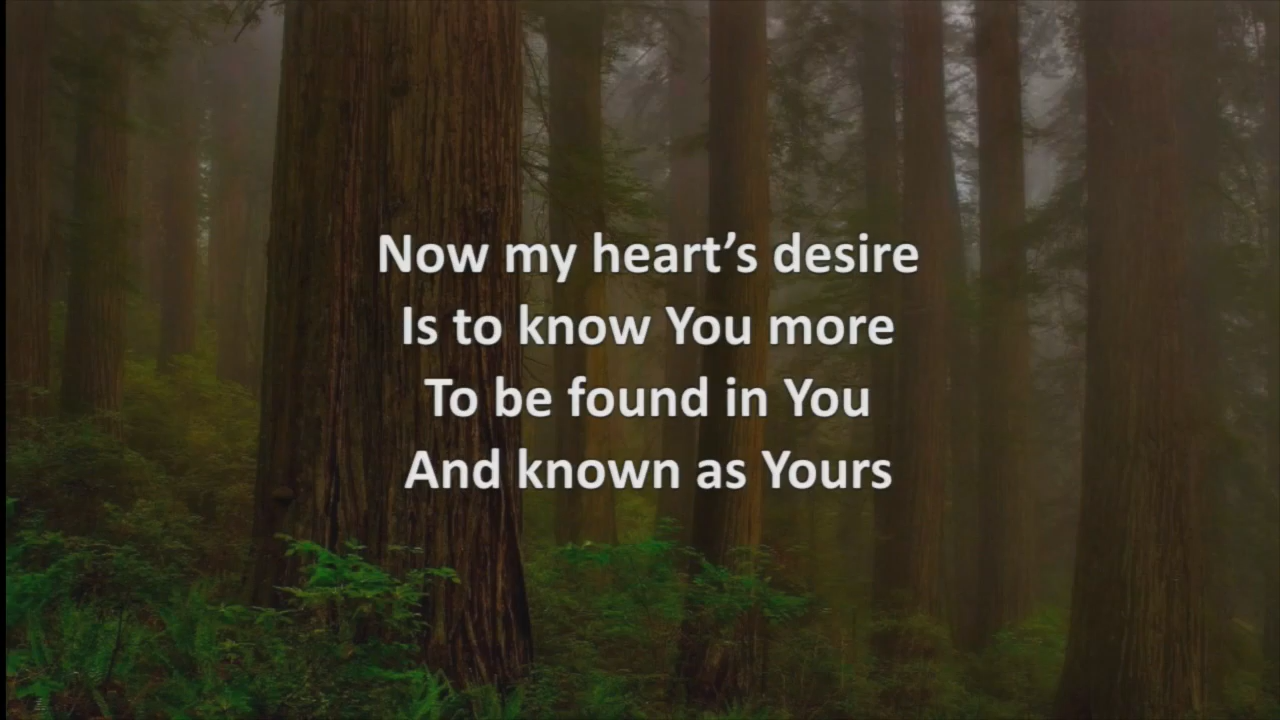 Now my heart’s desire
Is to know You more
To be found in You
And known as Yours